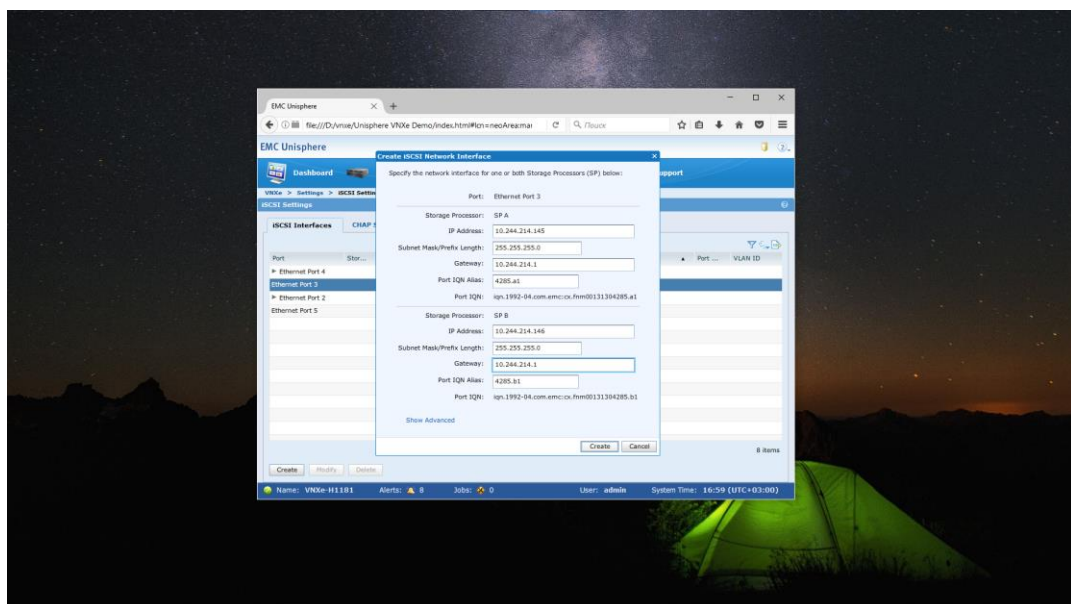 EMC Unisphere
file:///D:/vnxe/Unisphere VNXe Demo/index.html#lcn=neoArea:mai
Поиск
EMC Unisphere
Dashboard
upport
VNXe > Settings > iSCSI Settin
iSCSI Settings
iSCSI Interfaces CHAP S
Port Stor... Port ... VLAN ID
Ethernet Port 4
Ethernet Port 3
Ethernet Port 2
Ethernet Port 5
Create iSCSI Network Interface
Specify the network interface for one or both Storage Processors (SP) below:
Port: Ethernet Port 3
Storage Processor: SP A
IP Address: 10.244.214.145
Subnet Mask/Prefix Length: 255.255.255.0
Gateway: 10.244.214.1
Port IQN Alias: 4285.a1
Port IQN: iqn.1992-04.com.emc:cx.fnm00131304285.a1
Storage Processor: SP B
IP Address: 10.244.214.146
Subnet Mask/Prefix Length: 255.255.255.0
Gateway: 10.244.214.1
Port IQN Alias: 4285.b1
Port IQN: iqn.1992-04.com.emc:cx.fnm00131304285.b1
Show Advanced
Create Cancel
8 items
Create Modify Delete
Name: VNXe-H1181 Alerts: 8 Jobs: 0 User: admin System Time: 16:59 (UTC+03:00)